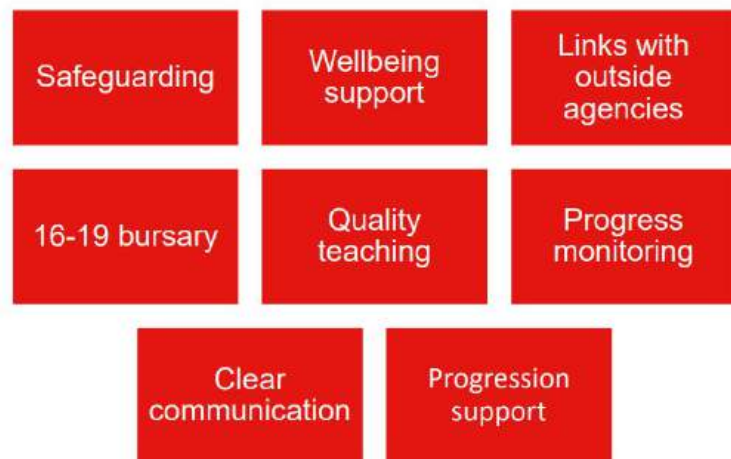 Safeguarding
Wellbeing
support
Links with
outside
agencies
16-19 bursary
Quality
teaching
Progress
monitoring
Clear
communication
Progression
support